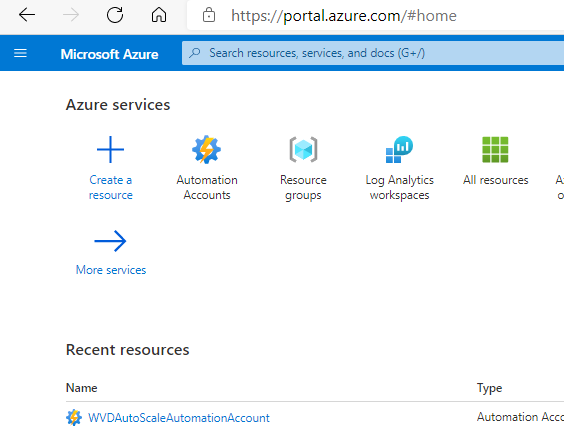 https://portal.azure.com/#home
Microsoft Azure
Search resources, services, and docs (G+/)
Azure services
Create a
resource
Automation
Accounts
Resource
groups
Log Analytics
workspaces
All resources
More services
Recent resources
Name
Type
WVDAutoScaleAutomationAccount
Automation Acco